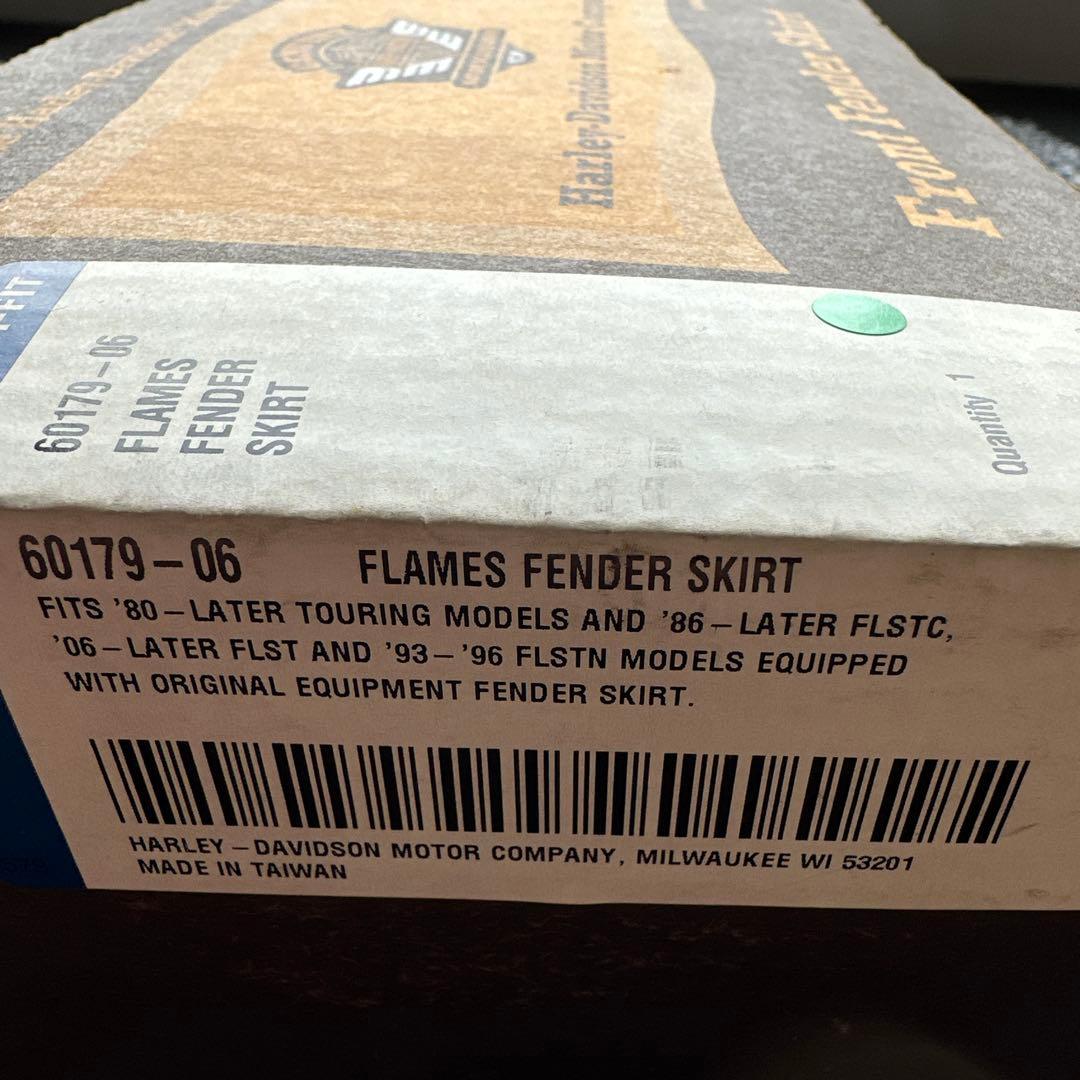 Harley-Davidson Motor Company
Front Fender Skirt
60179-06
FLAMES
FENDER
SKIRT
Quantity 1
60179-06 FLAMES FENDER SKIRT
FITS '80-LATER TOURING MODELS AND '86-LATER FLSTC,
'06-LATER FLST AND '93-'96 FLSTN MODELS EQUIPPED
WITH ORIGINAL EQUIPMENT FENDER SKIRT.
HARLEY-DAVIDSON MOTOR COMPANY, MILWAUKEE WI 53201
MADE IN TAIWAN